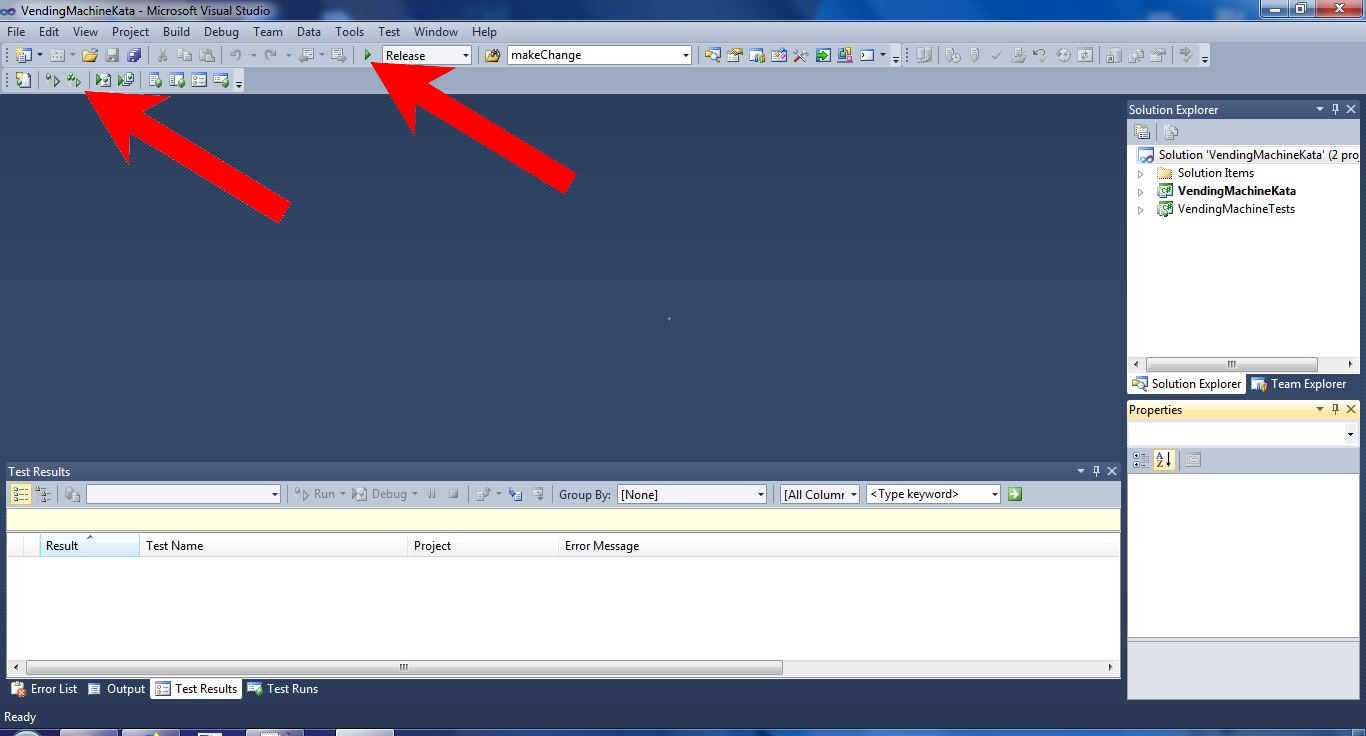 VendingMachineKata - Microsoft Visual Studio
File Edit View Project Build Debug Team Data Tools Test Window Help
Release makeChange
Solution Explorer
Solution 'VendingMachineKata' (2 pro
Solution Items
VendingMachineKata
VendingMachineTests
Solution Explorer Team Explorer
Properties
A
Z
Test Results
Run Debug Group By: [None] [All Column <Type keyword>
Result Test Name Project Error Message
Error List Output Test Results Test Runs
Ready